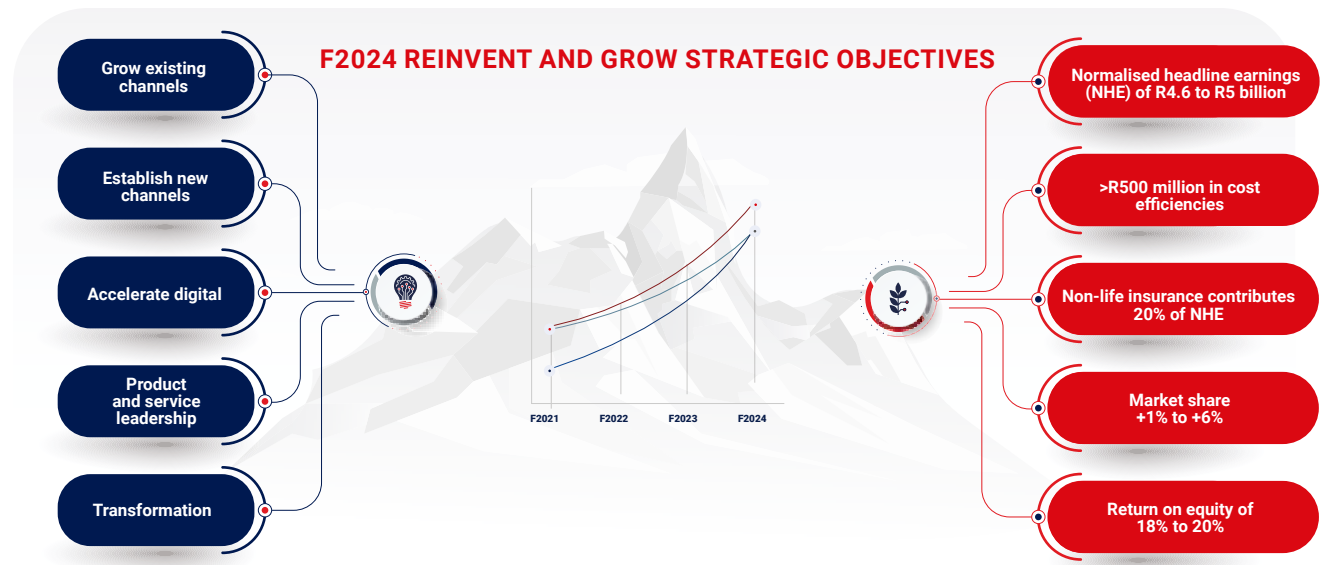 F2024 REINVENT AND GROW STRATEGIC OBJECTIVES
Grow existing
channels
Establish new
channels
Accelerate digital
Product
and service
leadership
Transformation
F2021
F2022
F2023
F2024
Normalised headline earnings
(NHE) of R4.6 to R5 billion
>R500 million in cost
efficiencies
Non-life insurance contributes
20% of NHE
Market share
+1% to +6%
Return on equity of
18% to 20%